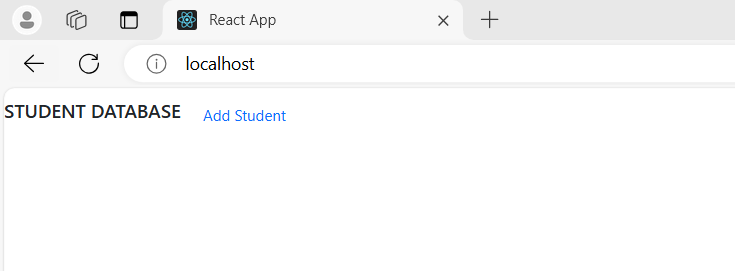 React App
localhost
STUDENT DATABASE Add Student